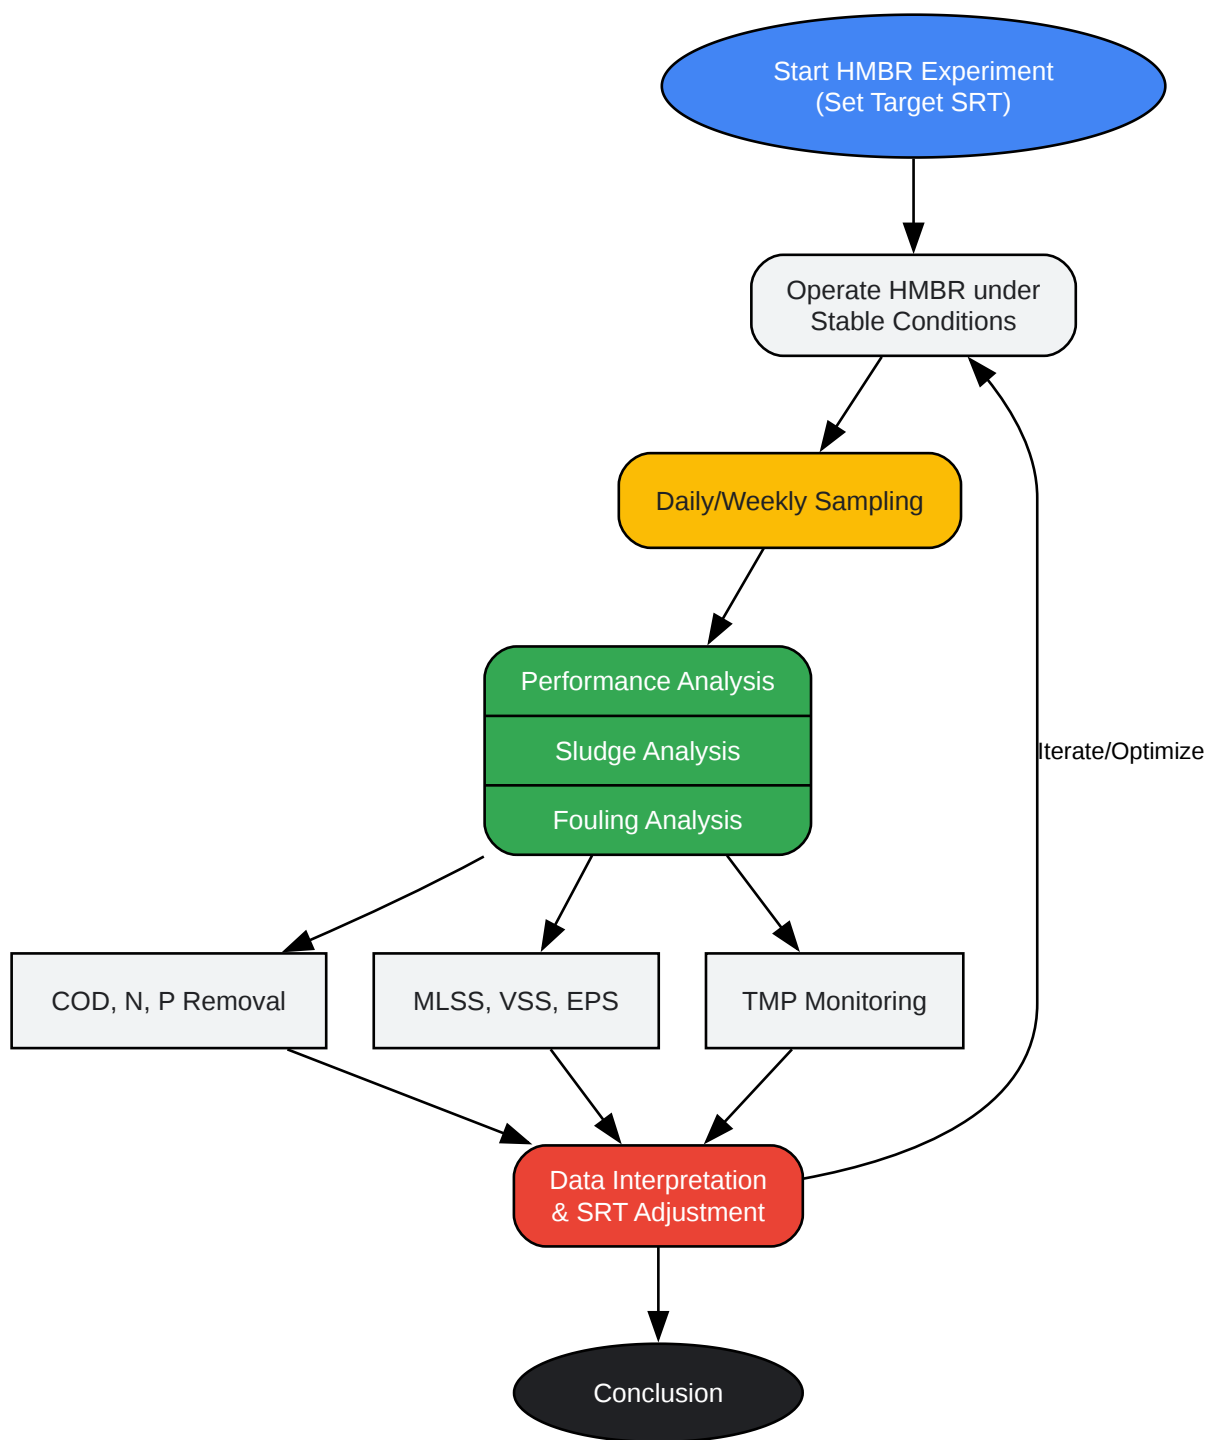 Start HMBR Experiment
(Set Target SRT)
Operate HMBR under
Stable Conditions
Daily/Weekly Sampling
Performance Analysis
Sludge Analysis
Iterate/Optimize
Fouling Analysis
COD, N, P Removal
MLSS, VSS, EPS
TMP Monitoring
Data Interpretation
& SRT Adjustment
Conclusion